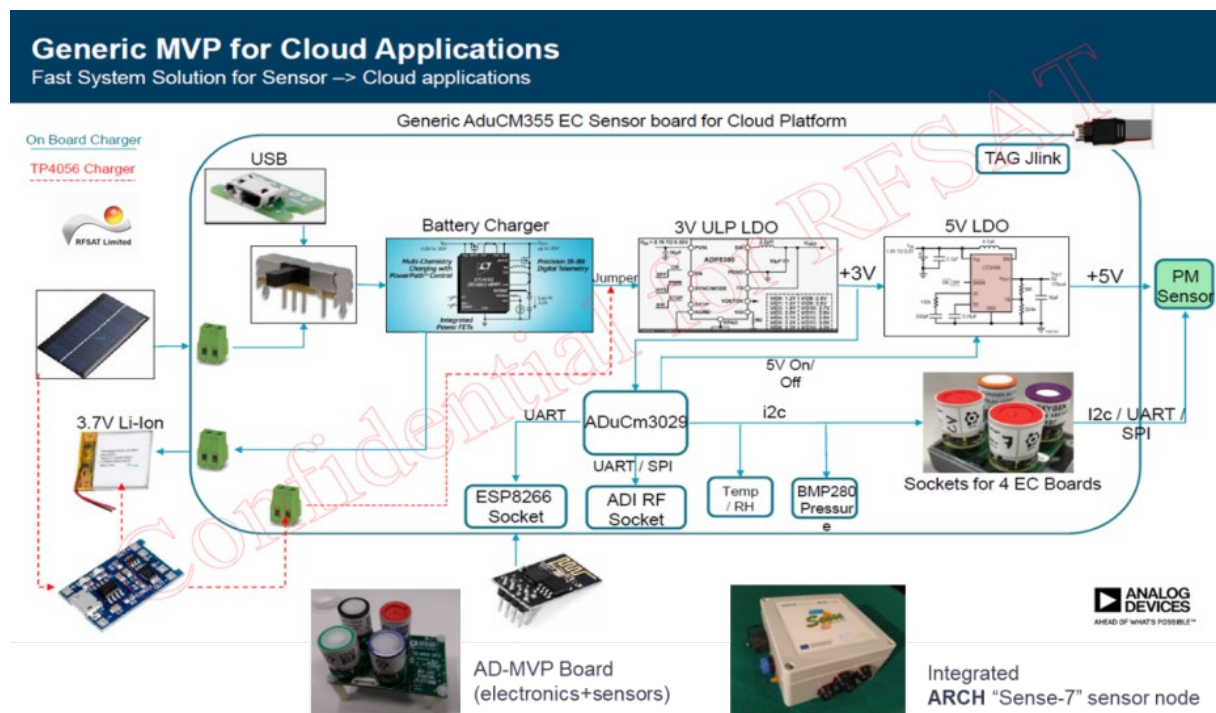 Generic MVP for Cloud Applications
Fast System Solution for Sensor –> Cloud applications
Generic AduCM355 EC Sensor board for Cloud Platform
On Board Charger
TP4056 Charger
TAG Jlink
USB
RFSAT Limited
Battery Charger
3V ULP LDO
5V LDO
Multi-Chemistry
Charging with
PowerPath Control
Precision 16-Bit
Digital Telemetry
Integrated
Power FETs
Jumper
+3V
+5V
PM
Sensor
5V On/
Off
3.7V Li-Ion
UART
ADuCm3029
i2c
I2c / UART /
SPI
UART / SPI
Sockets for 4 EC Boards
ESP8266
Socket
ADI RF
Socket
Temp
/ RH
BMP280
Pressur
e
Confidential for RFSAT
ANALOG
DEVICES
AHEAD OF WHAT'S POSSIBLE™
AD-MVP Board
(electronics+sensors)
Integrated
ARCH “Sense-7” sensor node